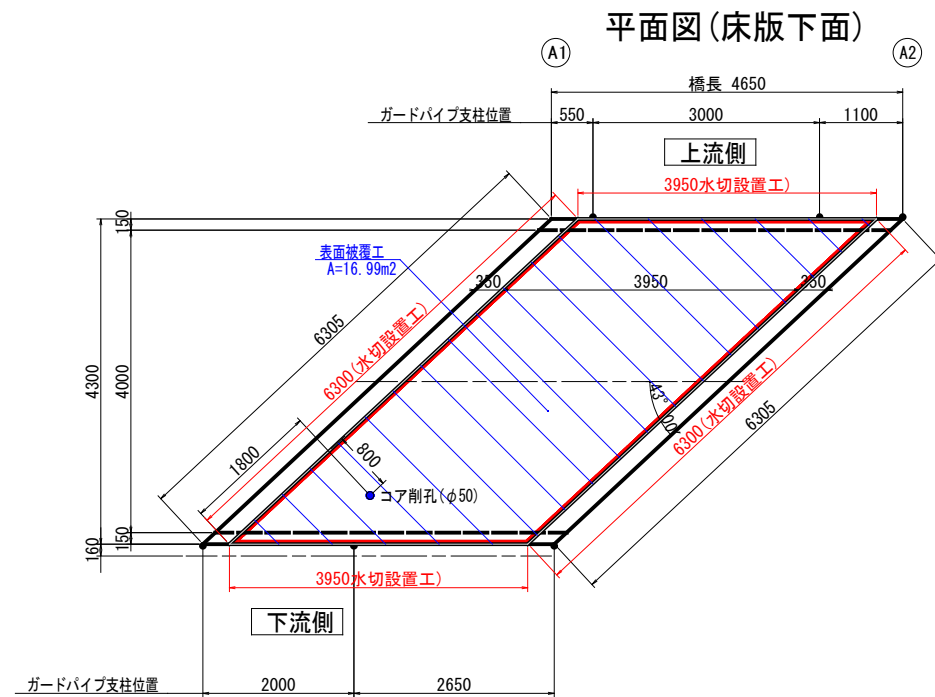 平面図(床版下面)
A1
A2
橋長 4650
ガードパイプ支柱位置
550
3000
1100
上流側
3950水切設置工)
150
表面被覆工
A=16.99m2
350
3950
350
6305
6300(水切設置工)
4300
4000
43°
00'
6300(水切設置工)
6305
1800
800
コア削孔(φ50)
150
160
3950水切設置工)
下流側
ガードパイプ支柱位置
2000
2650